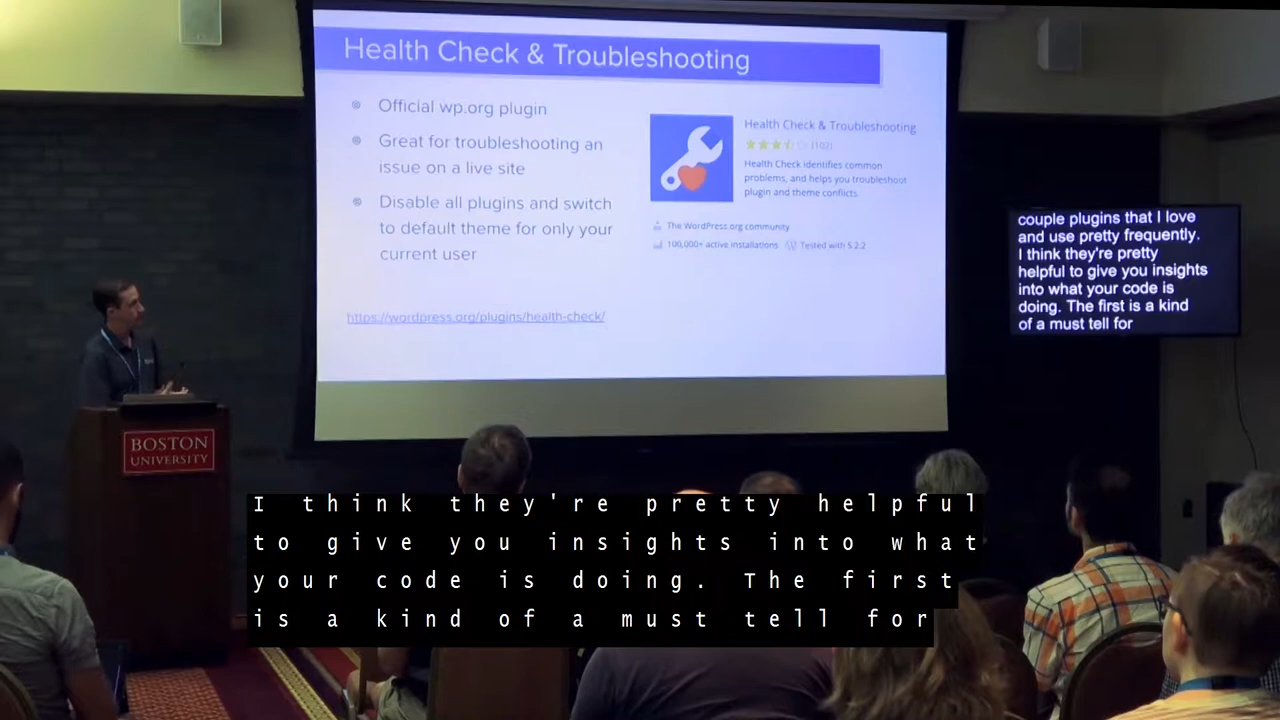 Health Check & Troubleshooting
Official wp.org plugin
Great for troubleshooting an
issue on a live site
Disable all plugins and switch
to default theme for only your
current user
https://wordpress.org/plugins/health-check/
Health Check & Troubleshooting
(102)
Health Check identifies common
problems, and helps you troubleshoot
plugin and theme conflicts.
The WordPress.org community
100,000+ active installations
Tested with 5.2.2
couple plugins that I love
and use pretty frequently.
I think they're pretty
helpful to give you insights
into what your code is
doing. The first is a kind
of a must tell for
BOSTON
UNIVERSITY
I think they're pretty helpful
to give you insights into what
your code is doing. The first
is a kind of a must tell for